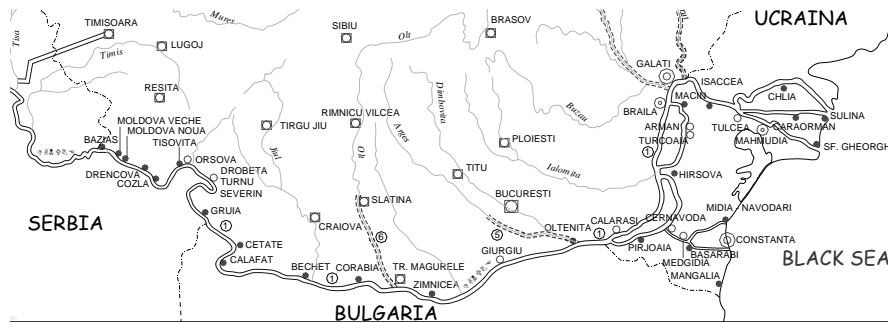 UCRAINA
TIMISOARA
Mures
SIBIU
Olt
BRASOV
Tisa
Timis
LUGOJ
GALATI
ISACCEA
RESITA
Dimbovita
Buzau
MACIN
CHLIA
BRAILA
SULINA
MOLDOVA VECHE
MOLDOVA NOUA
TISOVITA
RIMNICU VILCEA
TIRGU JIU
Arges
ARMAN
TULCEA
CARAORMAN
TURCOAIA
MAHMUDIA
BAZIAS
Jiul
Olt
PLOIESTI
1
SF. GHEORGH
ORSOVA
DRENCOVA
COZLA
DROBETA
TURNU
SEVERIN
TITU
Ialomita
HIRSOVA
SLATINA
BUCURESTI
SERBIA
GRUIA
CRAIOVA
MIDIA - NAVODARI
1
6
5
OLTENITA
CALARASI
1
CERNAVODA
CETATE
CONSTANTA
CALAFAT
GIURGIU
PIRJOAIA
BASARABI
BLACK SEA
MEDGIDIA
BECHET
1
CORABIA
TR. MAGURELE
MANGALIA
ZIMNICEA
BULGARIA